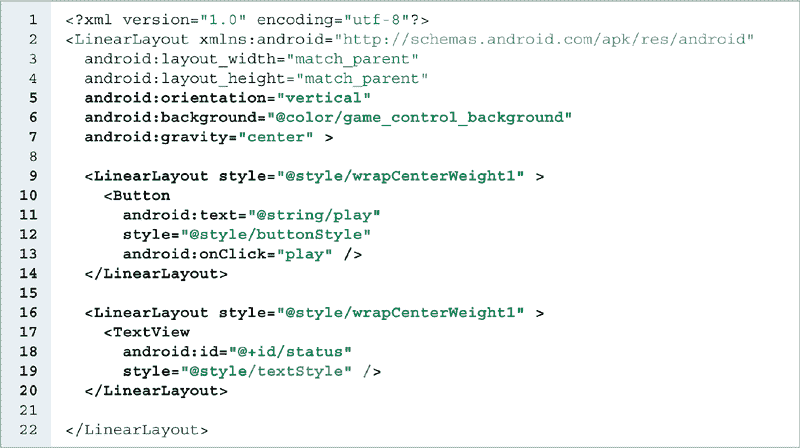 1 <?xml version="1.0" encoding="utf-8"?>
2 <LinearLayout xmlns:android="http://schemas.android.com/apk/res/android"
3   android:layout_width="match_parent"
4   android:layout_height="match_parent"
5   android:orientation="vertical"
6   android:background="@color/game_control_background"
7   android:gravity="center" >
8
9   <LinearLayout style="@style/wrapCenterWeight1" >
10     <Button
11       android:text="@string/play"
12       style="@style/buttonStyle"
13       android:onClick="play" />
14   </LinearLayout>
15
16   <LinearLayout style="@style/wrapCenterWeight1" >
17     <TextView
18       android:id="@+id/status"
19       style="@style/textStyle" />
20   </LinearLayout>
21
22 </LinearLayout>